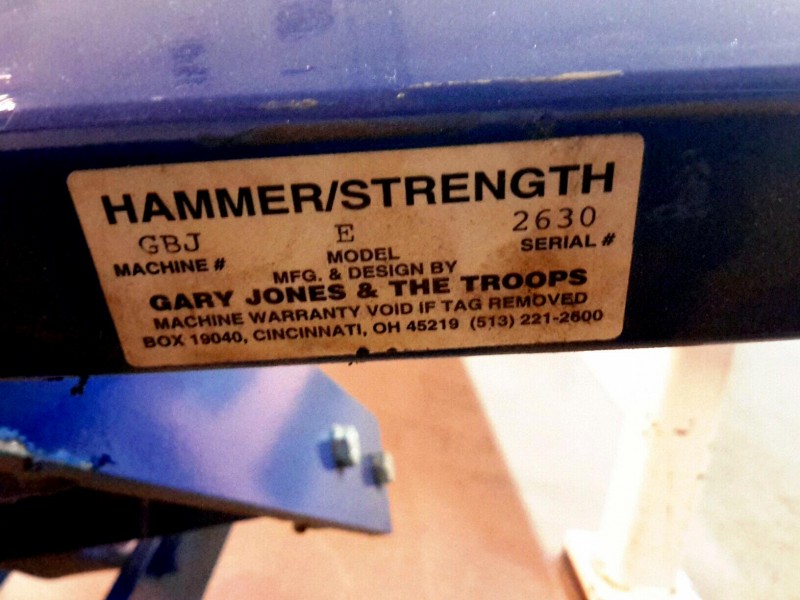 HAMMER/STRENGTH
GBJ E 2630
MACHINE # MODEL SERIAL #
MFG. & DESIGN BY
GARY JONES & THE TROOPS
MACHINE WARRANTY VOID IF TAG REMOVED
BOX 19040, CINCINNATI, OH 45219 (513) 221-2600